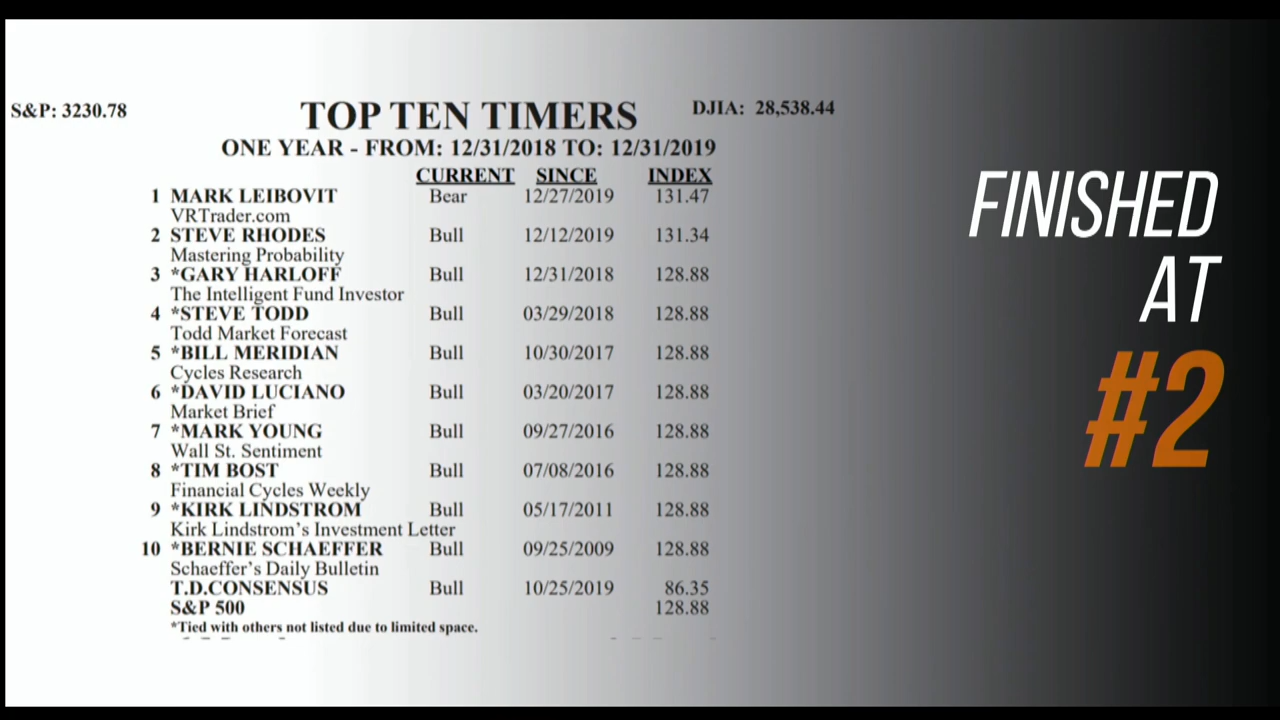 S&P: 3230.78
TOP TEN TIMERS
DJIA: 28,538.44
ONE YEAR - FROM: 12/31/2018 TO: 12/31/2019
CURRENT SINCE INDEX
1 MARK LEIBOVIT Bear 12/27/2019 131.47
VRTrader.com
2 STEVE RHODES Bull 12/12/2019 131.34
Mastering Probability
3 *GARY HARLOFF Bull 12/31/2018 128.88
The Intelligent Fund Investor
4 *STEVE TODD Bull 03/29/2018 128.88
Todd Market Forecast
5 *BILL MERIDIAN Bull 10/30/2017 128.88
Cycles Research
6 *DAVID LUCIANO Bull 03/20/2017 128.88
Market Brief
7 *MARK YOUNG Bull 09/27/2016 128.88
Wall St. Sentiment
8 *TIM BOST Bull 07/08/2016 128.88
Financial Cycles Weekly
9 *KIRK LINDSTROM Bull 05/17/2011 128.88
Kirk Lindstrom's Investment Letter
10 *BERNIE SCHAEFFER Bull 09/25/2009 128.88
Schaeffer's Daily Bulletin
T.D.CONSENSUS Bull 10/25/2019 86.35
S&P 500 128.88
*Tied with others not listed due to limited space.
FINISHED
AT
#2